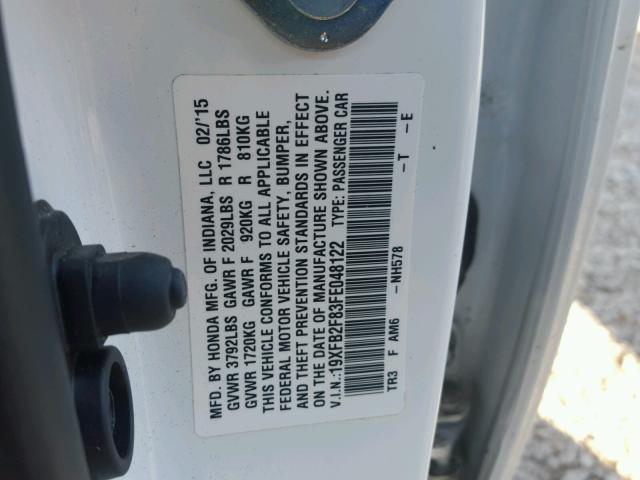 MFD. BY HONDA MFG. OF INDIANA, LLC 02/'15
GVWR 3792LBS GAWR F 2029LBS R 1786LBS
GVWR 1720KG GAWR F 920KG R 810KG
THIS VEHICLE CONFORMS TO ALL APPLICABLE
FEDERAL MOTOR VEHICLE SAFETY, BUMPER,
AND THEFT PREVENTION STANDARDS IN EFFECT
ON THE DATE OF MANUFACTURE SHOWN ABOVE.
V.I.N.:19XFB2F83FE048122 TYPE: PASSENGER CAR
TR3 F AM6 -NH578 -T -E